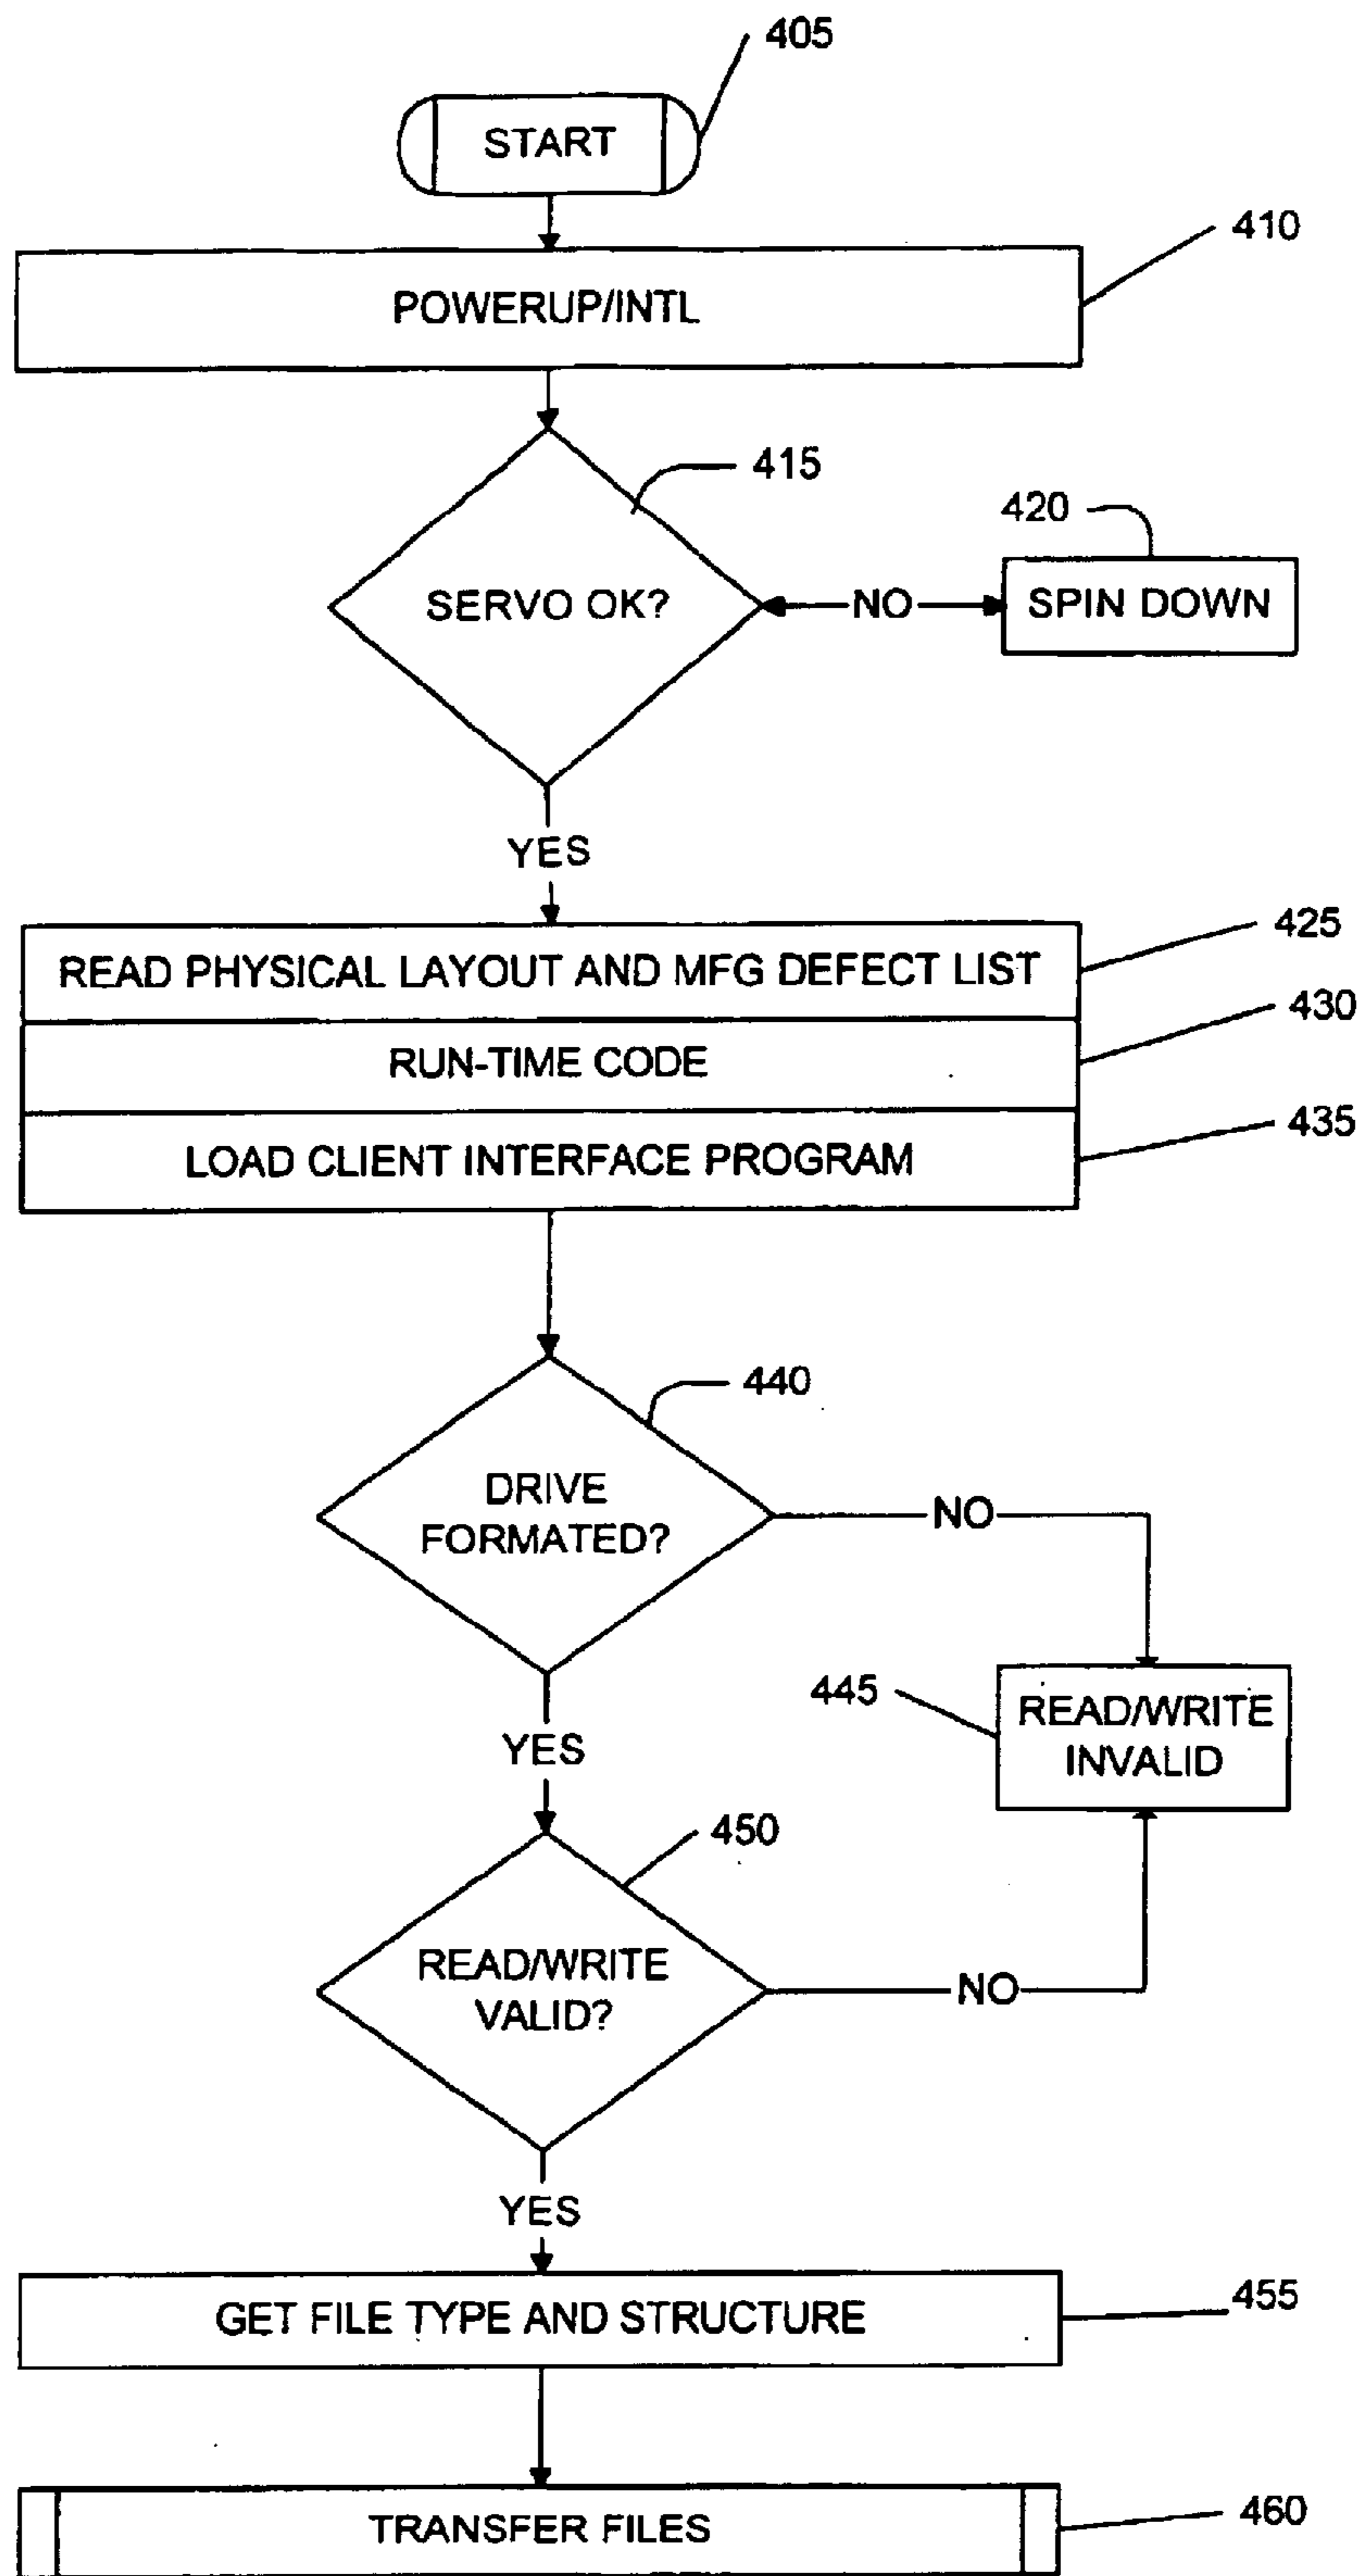 405
START
410
POWERUP/INTL
415
420
SERVO OK?
NO
SPIN DOWN
YES
425
READ PHYSICAL LAYOUT AND MFG DEFECT LIST
430
RUN-TIME CODE
435
LOAD CLIENT INTERFACE PROGRAM
440
DRIVE
FORMATED?
NO
445
READ/WRITE
INVALID
YES
450
READ/WRITE
VALID?
NO
YES
455
GET FILE TYPE AND STRUCTURE
460
TRANSFER FILES